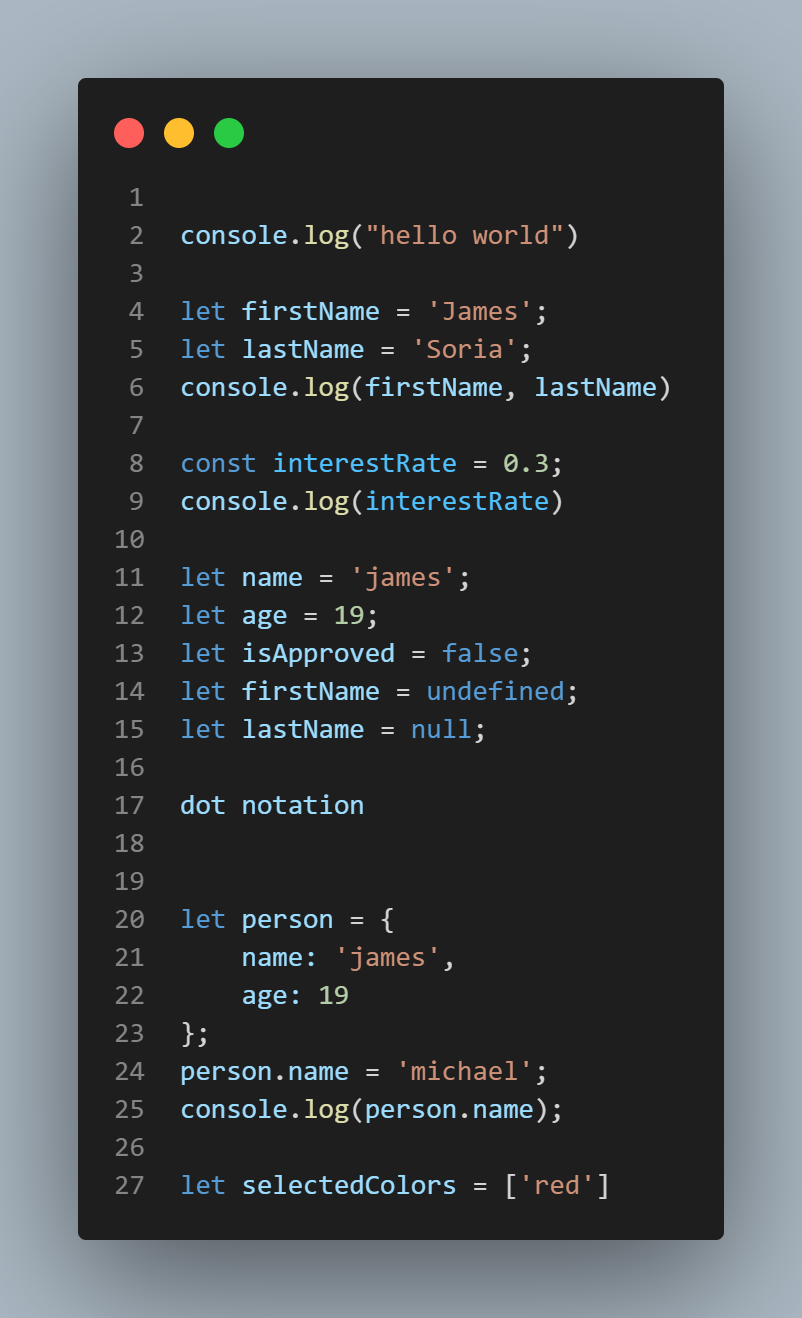 1
2 console.log("hello world")
3
4 let firstName = 'James';
5 let lastName = 'Soria';
6 console.log(firstName, lastName)
7
8 const interestRate = 0.3;
9 console.log(interestRate)
10
11 let name = 'james';
12 let age = 19;
13 let isApproved = false;
14 let firstName = undefined;
15 let lastName = null;
16
17 dot notation
18
19
20 let person = {
21     name: 'james',
22     age: 19
23 };
24 person.name = 'michael';
25 console.log(person.name);
26
27 let selectedColors = ['red']